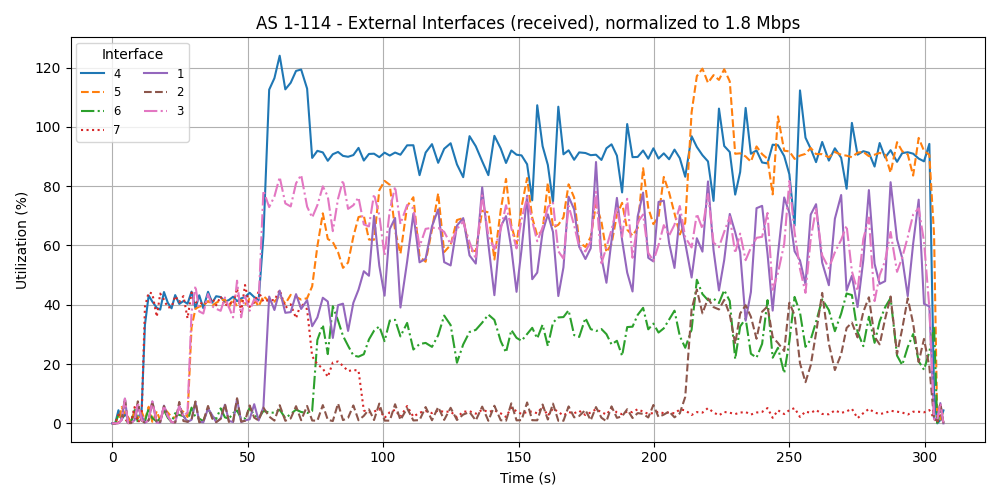 AS 1-114 - External Interfaces (received), normalized to 1.8 Mbps
Interface
4 1
5 2
6 3
7
Utilization (%)
120
100
80
60
40
20
0
0 50 100 150 200 250 300
Time (s)